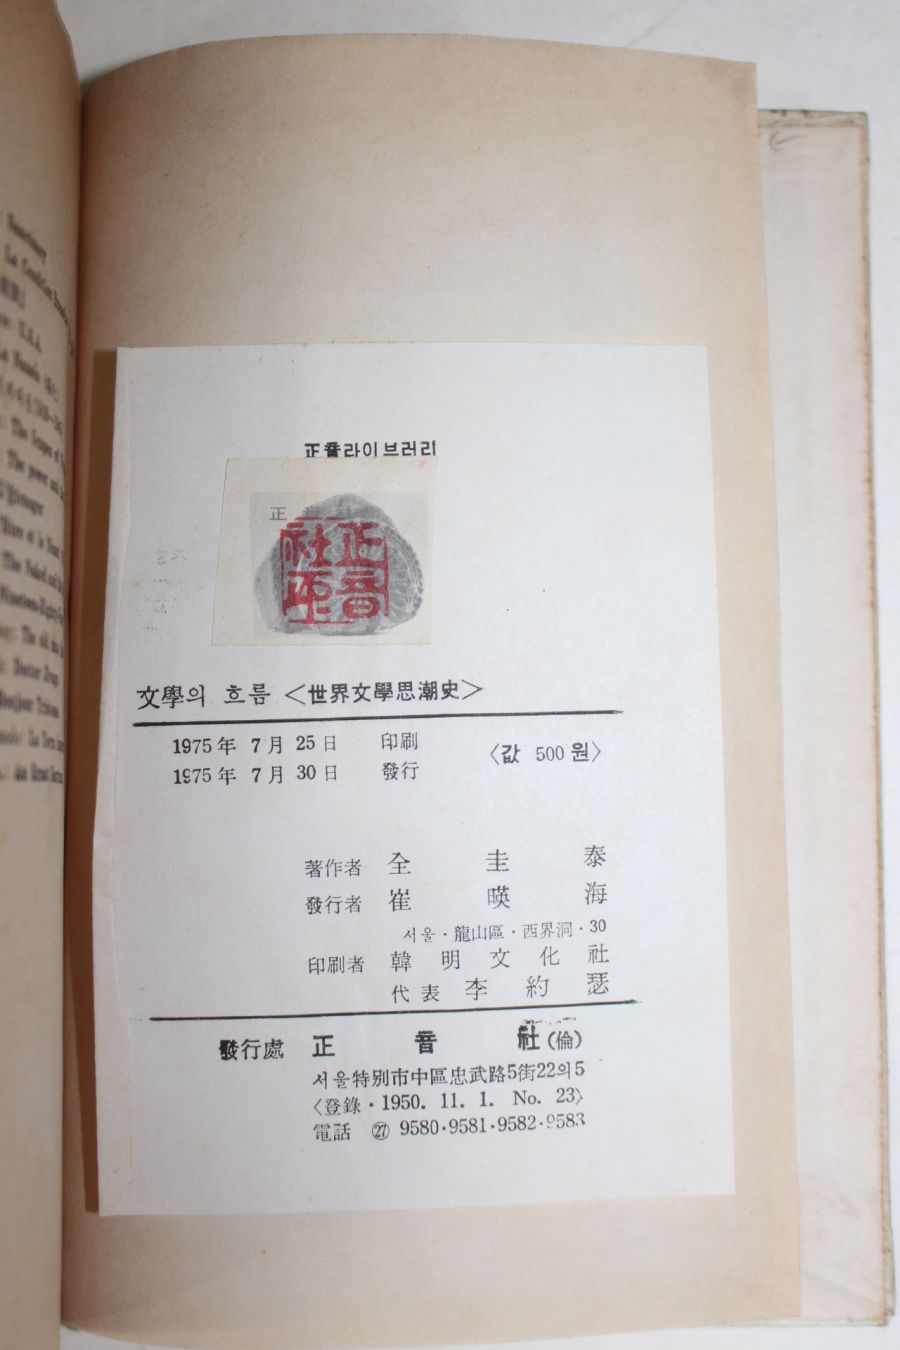 Sanctuary
正音라이브러리
正音社
正音社印
文學의 흐름 <世界文學思潮史>
1975年 7月 25日 印刷
1975年 7月 30日 發行
<값 500원>
著作者 全圭泰
發行者 崔暎海
서울·龍山區·西界洞·30
印刷者 韓明文化社
代表 李約瑟
發行處 正音社(倫)
서울特別市中區忠武路5街22의5
<登錄·1950. 11. 1. No. 23>
電話 ㉗ 9580·9581·9582·9583